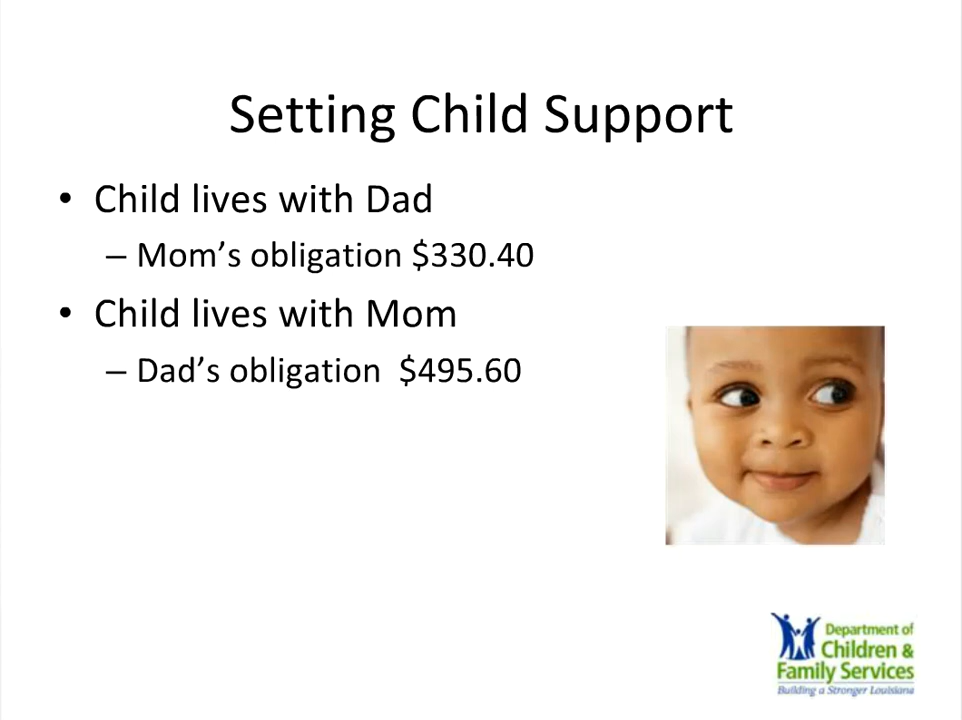 Setting Child Support
• Child lives with Dad
– Mom’s obligation $330.40
• Child lives with Mom
– Dad’s obligation  $495.60
Department of
Children &
Family Services
Building a Stronger Louisiana